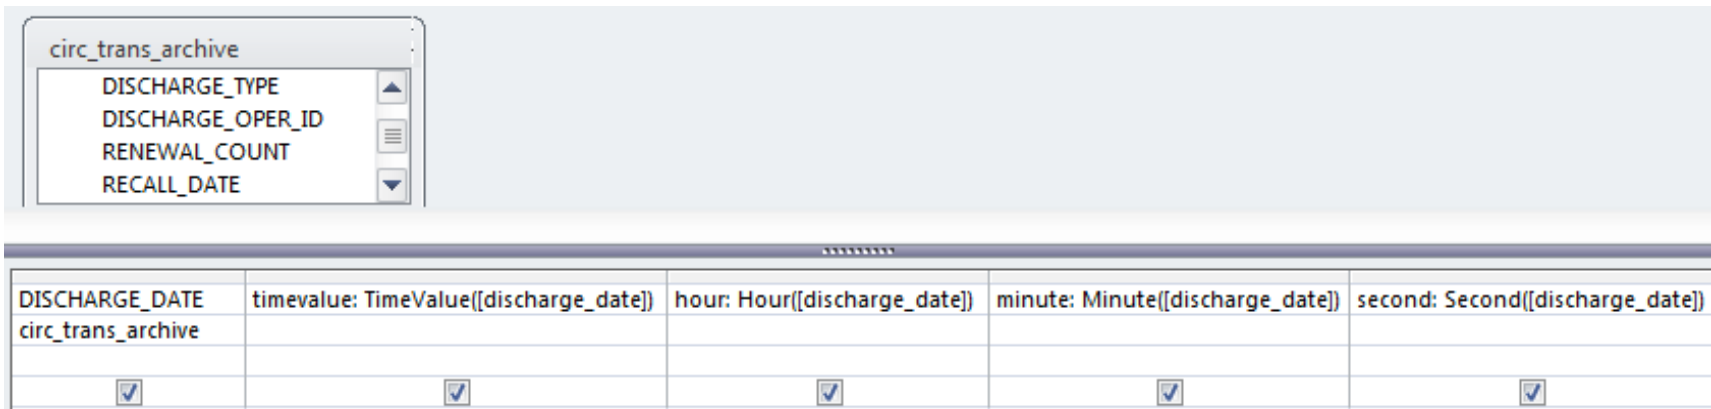 circ_trans_archive
DISCHARGE_TYPE
DISCHARGE_OPER_ID
RENEWAL_COUNT
RECALL_DATE
DISCHARGE_DATE timevalue: TimeValue([discharge_date]) hour: Hour([discharge_date]) minute: Minute([discharge_date]) second: Second([discharge_date])
circ_trans_archive